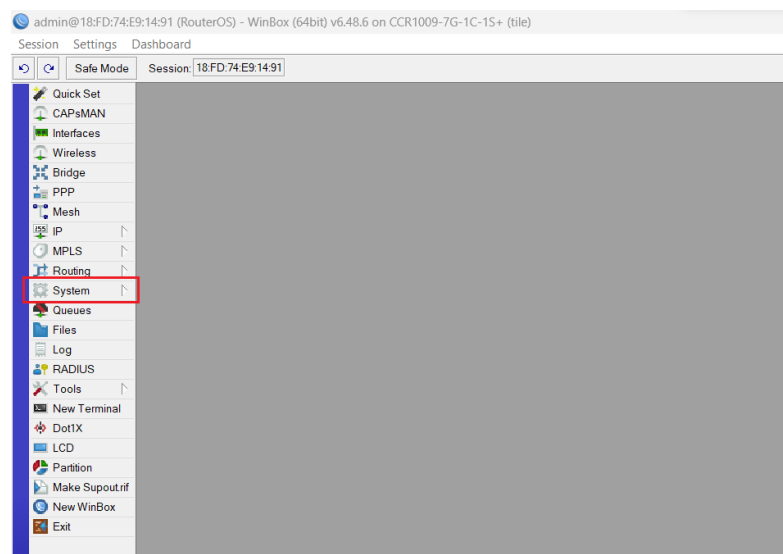 admin@18:FD:74:E9:14:91 (RouterOS) - WinBox (64bit) v6.48.6 on CCR1009-7G-1C-1S+ (tile)
Session Settings Dashboard
Safe Mode Session: 18:FD:74:E9:14:91
Quick Set
CAPsMAN
Interfaces
Wireless
Bridge
PPP
Mesh
IP
MPLS
Routing
System
Queues
Files
Log
RADIUS
Tools
New Terminal
Dot1X
LCD
Partition
Make Supout.rif
New WinBox
Exit